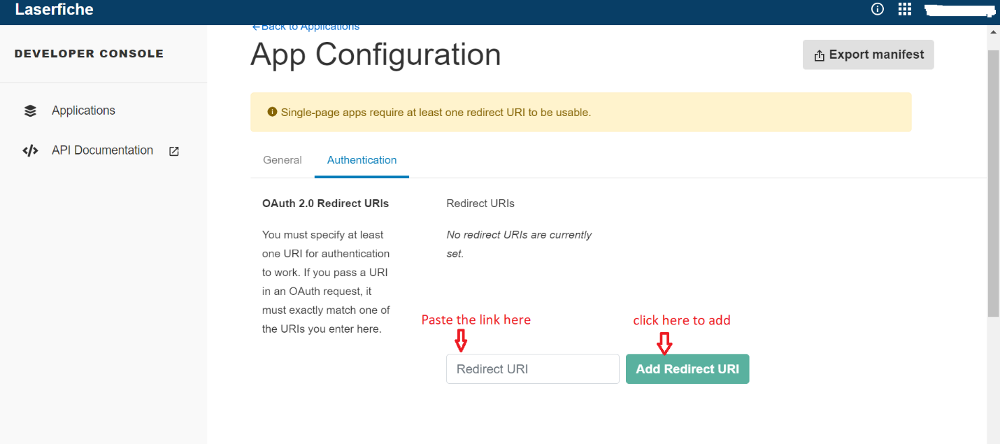 Laserfiche
←Back to Applications
DEVELOPER CONSOLE
App Configuration
Export manifest
Applications
Single-page apps require at least one redirect URI to be usable.
API Documentation
General
Authentication
OAuth 2.0 Redirect URIs
You must specify at least
one URI for authentication
to work. If you pass a URI
in an OAuth request, it
must exactly match one of
the URIs you enter here.
Redirect URIs
No redirect URIs are currently
set.
Paste the link here
click here to add
Redirect URI
Add Redirect URI